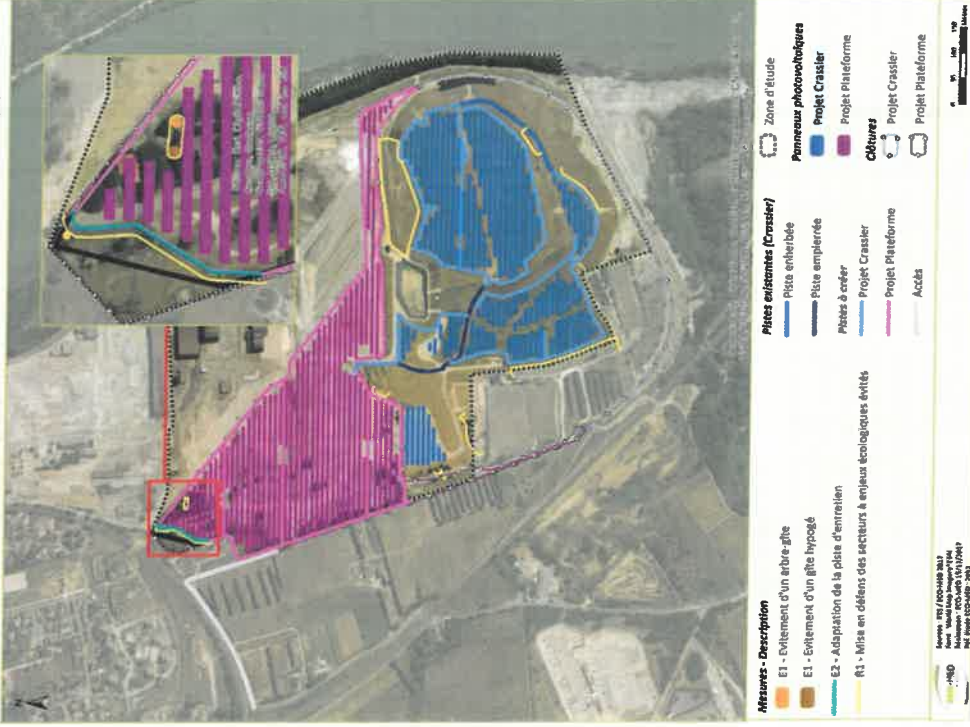 Mesures - Description
E1 - Evitement d'un arbre-gîte
E1 - Evitement d'un gîte hypogé
E2 - Adaptation de la piste d'entretien
R1 - Mise en défens des secteurs à enjeux écologiques évités
Pistes existantes (Crassier)
Piste enherbée
Piste empierrée
Pistes à créer
Projet Crassier
Projet Plateforme
Accès
Zone d'étude
Panneaux photovoltaïques
Projet Crassier
Projet Plateforme
Clôtures
Projet Crassier
Projet Plateforme